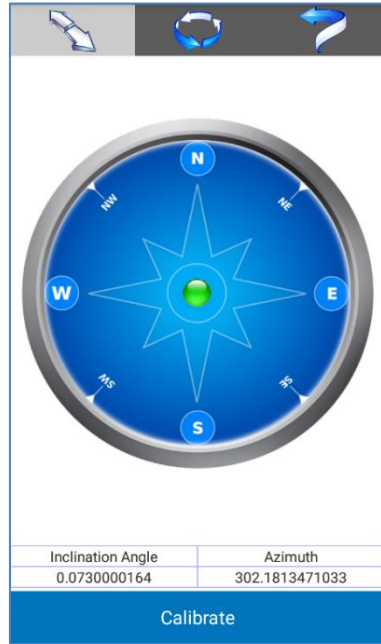 N
NW
NE
W
E
SW
SE
S
Inclination Angle Azimuth
0.0730000164 302.1813471033
Calibrate